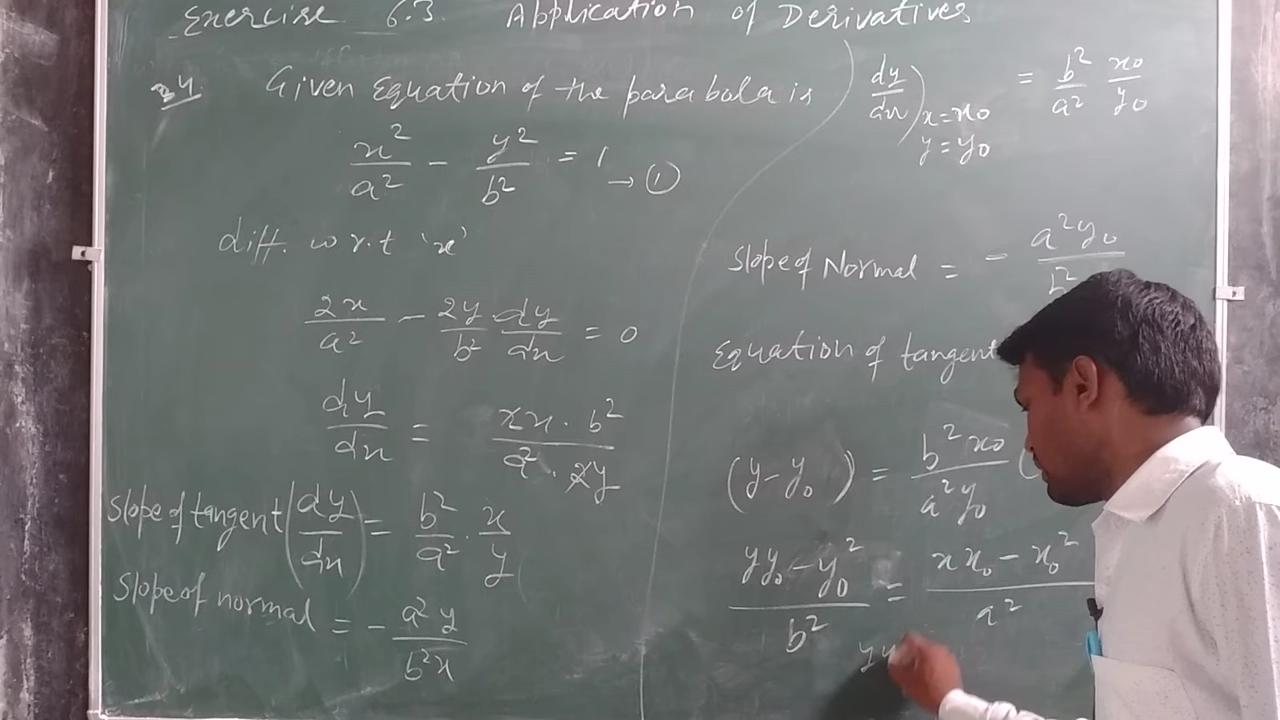 Exercise 6.3 Application of Derivatives
24. Given Equation of the parabola is
x²/a² - y²/b² = 1 → ①
diff. w.r.t 'x'
2x/a² - 2y/b² · dy/dx = 0
dy/dx = 2x · b² / a² · 2y
Slope of tangent (dy/dx) = b²/a² · x/y
Slope of normal = - a²y/b²x
dy/dx) x=x₀ y=y₀ = b²/a² x₀/y₀
Slope of Normal = - a²y₀/b²
Equation of tangent
(y-y₀) = b²x₀/a²y₀ (
yy₀ - y₀² / b² = xx₀ - x₀² / a²
yy